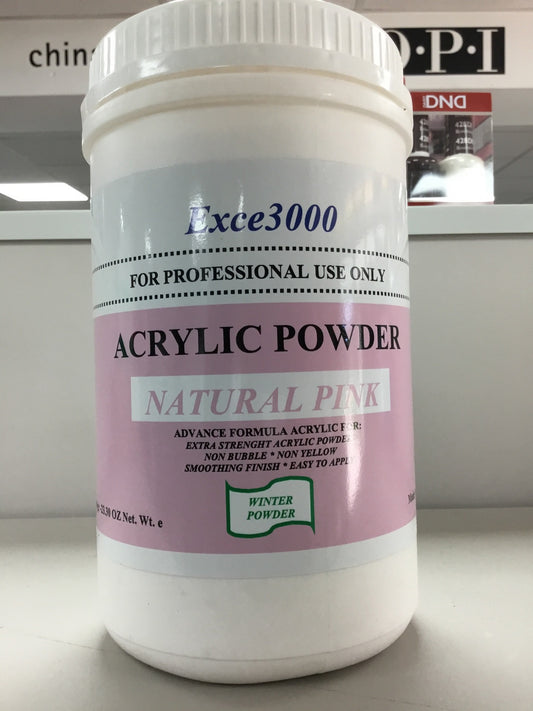 china
O·P·I
DND
Exce3000
FOR PROFESSIONAL USE ONLY
ACRYLIC POWDER
NATURAL PINK
ADVANCE FORMULA ACRYLIC FOR:
EXTRA STRENGHT ACRYLIC POWDER
NON BUBBLE * NON YELLOW
SMOOTHING FINISH * EASY TO APPLY
WINTER
POWDER
OZ Net. Wt. e